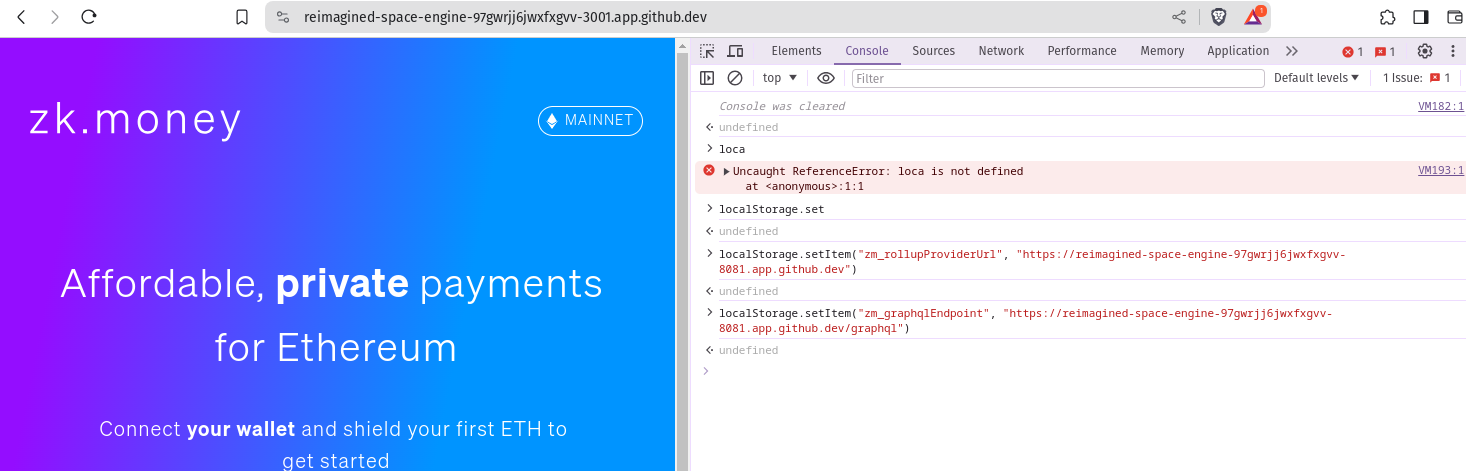 reimagined-space-engine-97gwrjj6jwxfxgvv-3001.app.github.dev
1
zk.money
MAINNET
Affordable, private payments
for Ethereum
Connect your wallet and shield your first ETH to
get started
Elements Console Sources Network Performance Memory Application 1 1
top Filter Default levels 1 Issue: 1
Console was cleared VM182:1
undefined
loca
Uncaught ReferenceError: loca is not defined VM193:1
at <anonymous>:1:1
localStorage.set
undefined
localStorage.setItem("zm_rollupProviderUrl", "https://reimagined-space-engine-97gwrjj6jwxfxgvv-
8081.app.github.dev")
undefined
localStorage.setItem("zm_graphqlEndpoint", "https://reimagined-space-engine-97gwrjj6jwxfxgvv-
8081.app.github.dev/graphql")
undefined